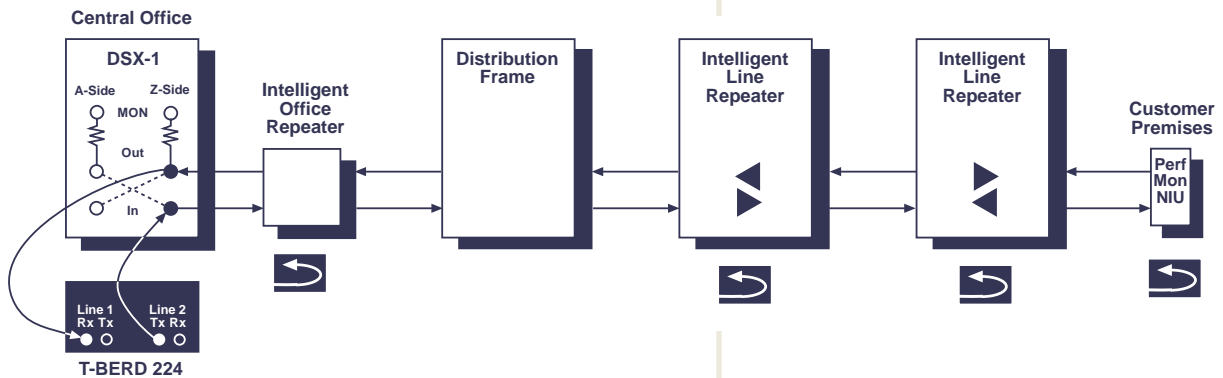 Central Office
DSX-1
A-Side Z-Side
MON
Out
In
Intelligent
Office
Repeater
Distribution
Frame
Intelligent
Line
Repeater
Intelligent
Line
Repeater
Customer
Premises
Perf
Mon
NIU
Line 1 Line 2
Rx Tx Tx Rx
T-BERD 224